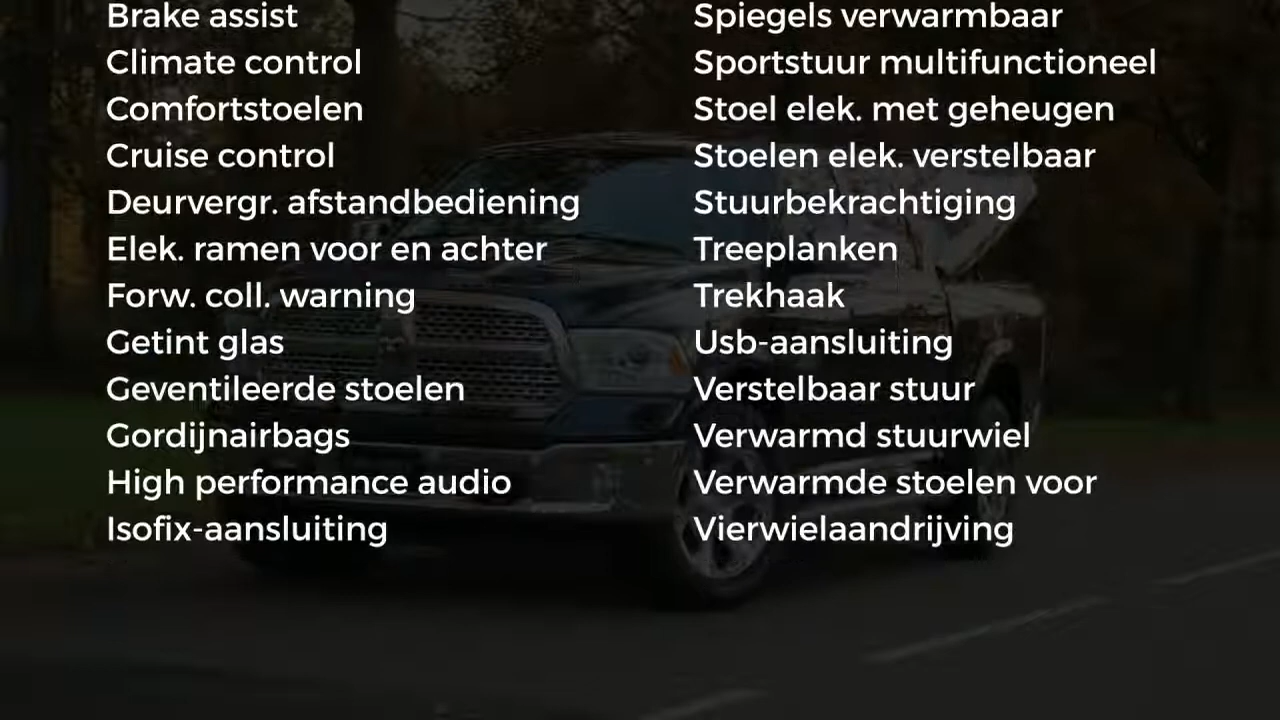 Brake assist
Climate control
Comfortstoelen
Cruise control
Deurvergr. afstandbediening
Elek. ramen voor en achter
Forw. coll. warning
Getint glas
Geventileerde stoelen
Gordijnairbags
High performance audio
Isofix-aansluiting
Spiegels verwarmbaar
Sportstuur multifunctioneel
Stoel elek. met geheugen
Stoelen elek. verstelbaar
Stuurbekrachtiging
Treeplanken
Trekhaak
Usb-aansluiting
Verstelbaar stuur
Verwarmd stuurwiel
Verwarmde stoelen voor
Vierwielaandrijving